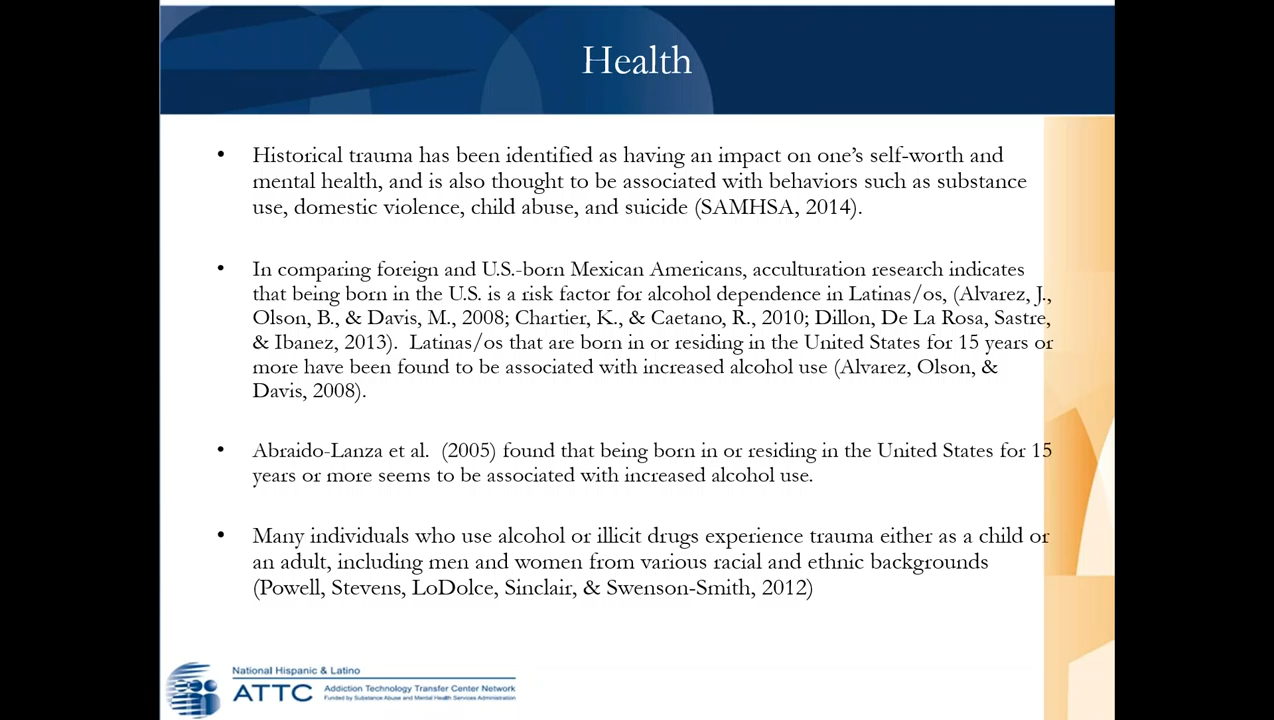 Health
• Historical trauma has been identified as having an impact on one's self-worth and
mental health, and is also thought to be associated with behaviors such as substance
use, domestic violence, child abuse, and suicide (SAMHSA, 2014).
• In comparing foreign and U.S.-born Mexican Americans, acculturation research indicates
that being born in the U.S. is a risk factor for alcohol dependence in Latinas/os, (Alvarez, J.,
Olson, B., & Davis, M., 2008; Chartier, K., & Caetano, R., 2010; Dillon, De La Rosa, Sastre,
& Ibanez, 2013).  Latinas/os that are born in or residing in the United States for 15 years or
more have been found to be associated with increased alcohol use (Alvarez, Olson, &
Davis, 2008).
• Abraido-Lanza et al.  (2005) found that being born in or residing in the United States for 15
years or more seems to be associated with increased alcohol use.
• Many individuals who use alcohol or illicit drugs experience trauma either as a child or
an adult, including men and women from various racial and ethnic backgrounds
(Powell, Stevens, LoDolce, Sinclair, & Swenson-Smith, 2012)
National Hispanic & Latino
ATTC Addiction Technology Transfer Center Network
Funded by Substance Abuse and Mental Health Services Administration